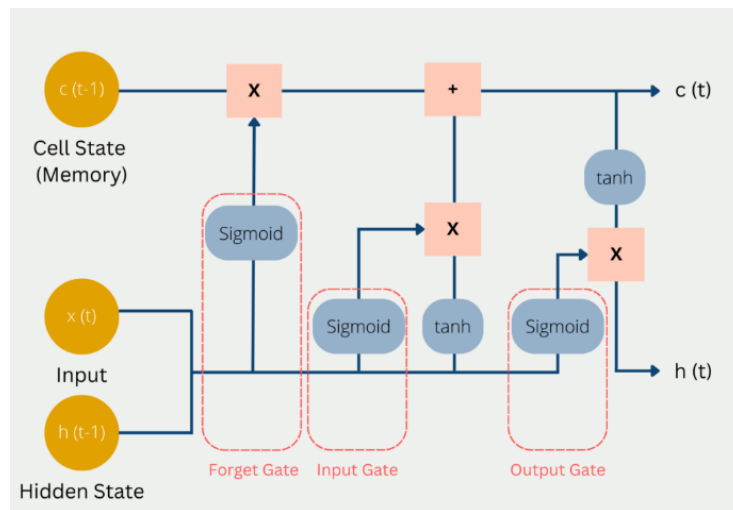 c (t-1)
X
+
c (t)
Cell State
(Memory)
tanh
Sigmoid
X
X
x (t)
Sigmoid
tanh
Sigmoid
Input
h (t)
h (t-1)
Forget Gate
Input Gate
Output Gate
Hidden State